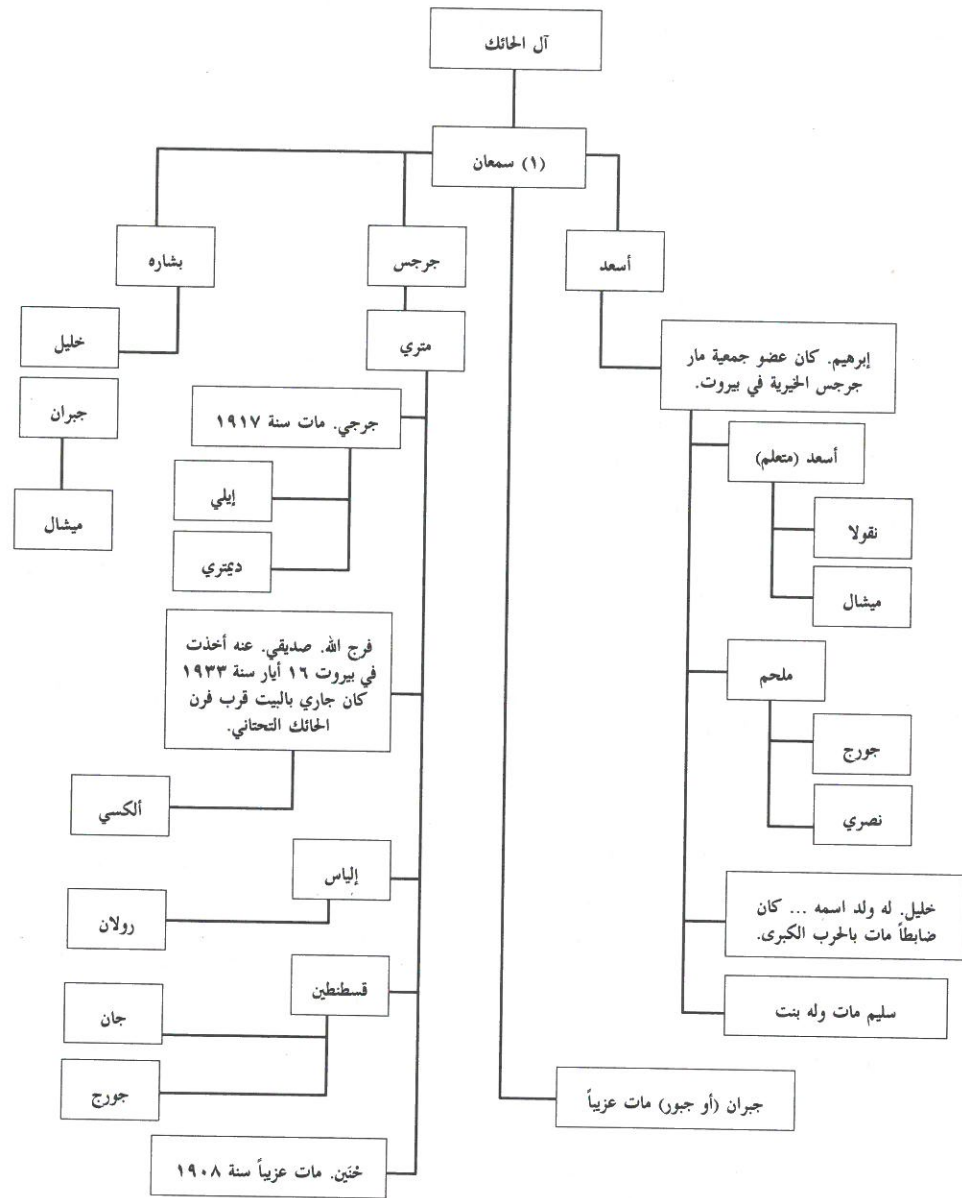 آل الحائك
(١) سمعان
أسعد
إبرهيم. كان عضو جمعية مار
جرجس الخيرية في بيروت.
أسعد (متعلم)
نقولا
ميشال
ملحم
جورج
نصري
خليل. له ولد اسمه ... كان
ضابطاً مات بالحرب الكبرى.
سليم مات وله بنت
جبران (أو جبور) مات عزيباً
جرجس
متري
جرجي. مات سنة ١٩١٧
إيلي
ديمتري
فرج الله. صديقي. عنه أخذت
في بيروت ١٦ أيار سنة ١٩٣٣
كان جاري بالبيت قرب فرن
الحائك التحتاني.
ألكسي
إلياس
رولان
قسطنطين
جان
جورج
حُنَين. مات عزيباً سنة ١٩٠٨
بشاره
خليل
جبران
ميشال